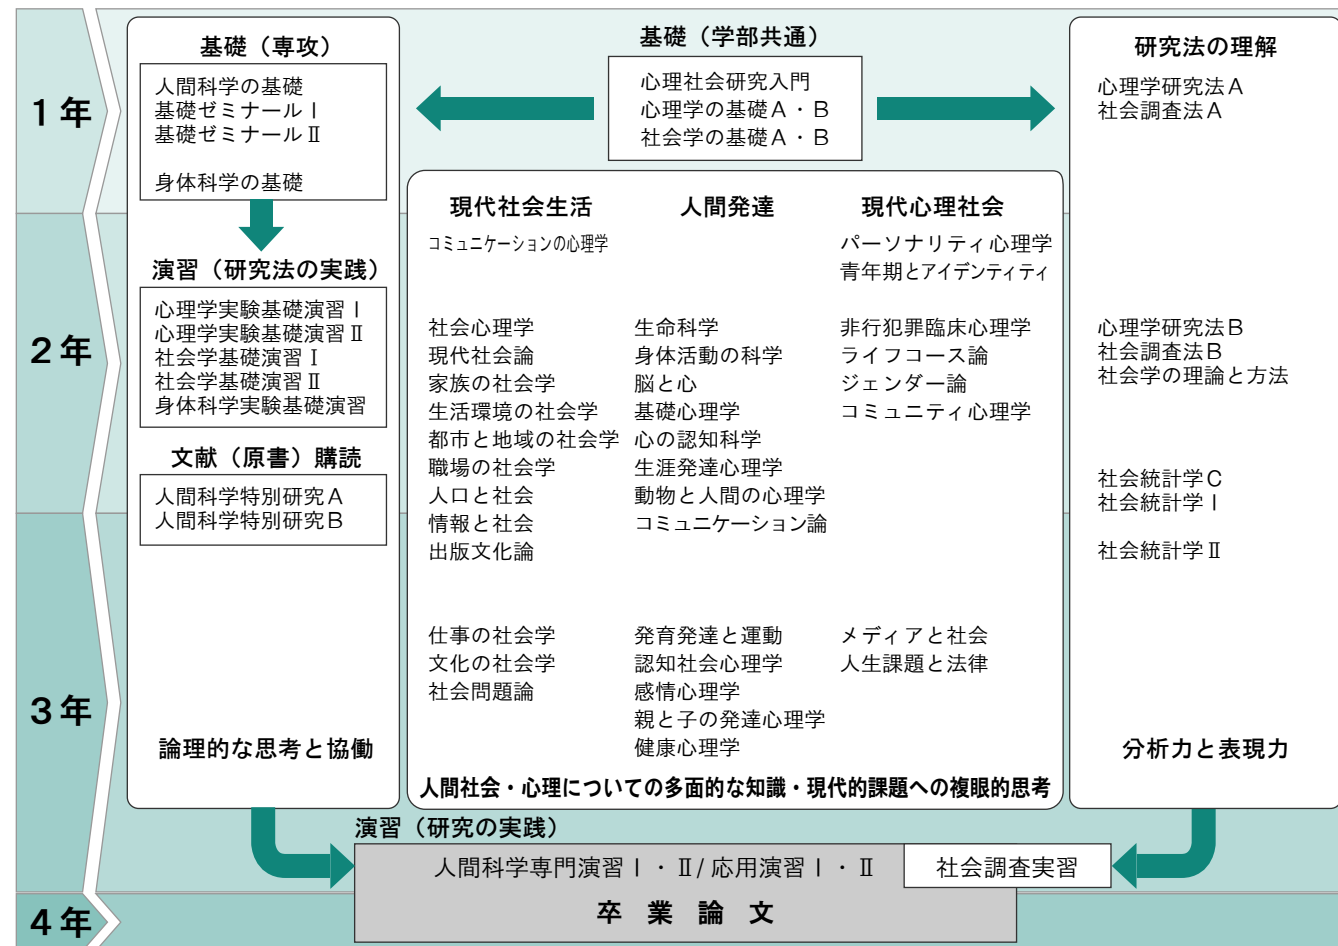 1年
2年
3年
4年
基礎（専攻）
人間科学の基礎
基礎ゼミナールⅠ
基礎ゼミナールⅡ
身体科学の基礎
演習（研究法の実践）
心理学実験基礎演習Ⅰ
心理学実験基礎演習Ⅱ
社会学基礎演習Ⅰ
社会学基礎演習Ⅱ
身体科学実験基礎演習
文献（原書）購読
人間科学特別研究A
人間科学特別研究B
論理的な思考と協働
基礎（学部共通）
心理社会研究入門
心理学の基礎A・B
社会学の基礎A・B
現代社会生活
コミュニケーションの心理学
社会心理学
現代社会論
家族の社会学
生活環境の社会学
都市と地域の社会学
職場の社会学
人口と社会
情報と社会
出版文化論
仕事の社会学
文化の社会学
社会問題論
人間発達
生命科学
身体活動の科学
脳と心
基礎心理学
心の認知科学
生涯発達心理学
動物と人間の心理学
コミュニケーション論
発育発達と運動
認知社会心理学
感情心理学
親と子の発達心理学
健康心理学
現代心理社会
パーソナリティ心理学
青年期とアイデンティティ
非行犯罪臨床心理学
ライフコース論
ジェンダー論
コミュニティ心理学
メディアと社会
人生課題と法律
人間社会・心理についての多面的な知識・現代的課題への複眼的思考
研究法の理解
心理学研究法A
社会調査法A
心理学研究法B
社会調査法B
社会学の理論と方法
社会統計学C
社会統計学Ⅰ
社会統計学Ⅱ
分析力と表現力
演習（研究の実践）
人間科学専門演習Ⅰ・Ⅱ/応用演習Ⅰ・Ⅱ
社会調査実習
卒業論文